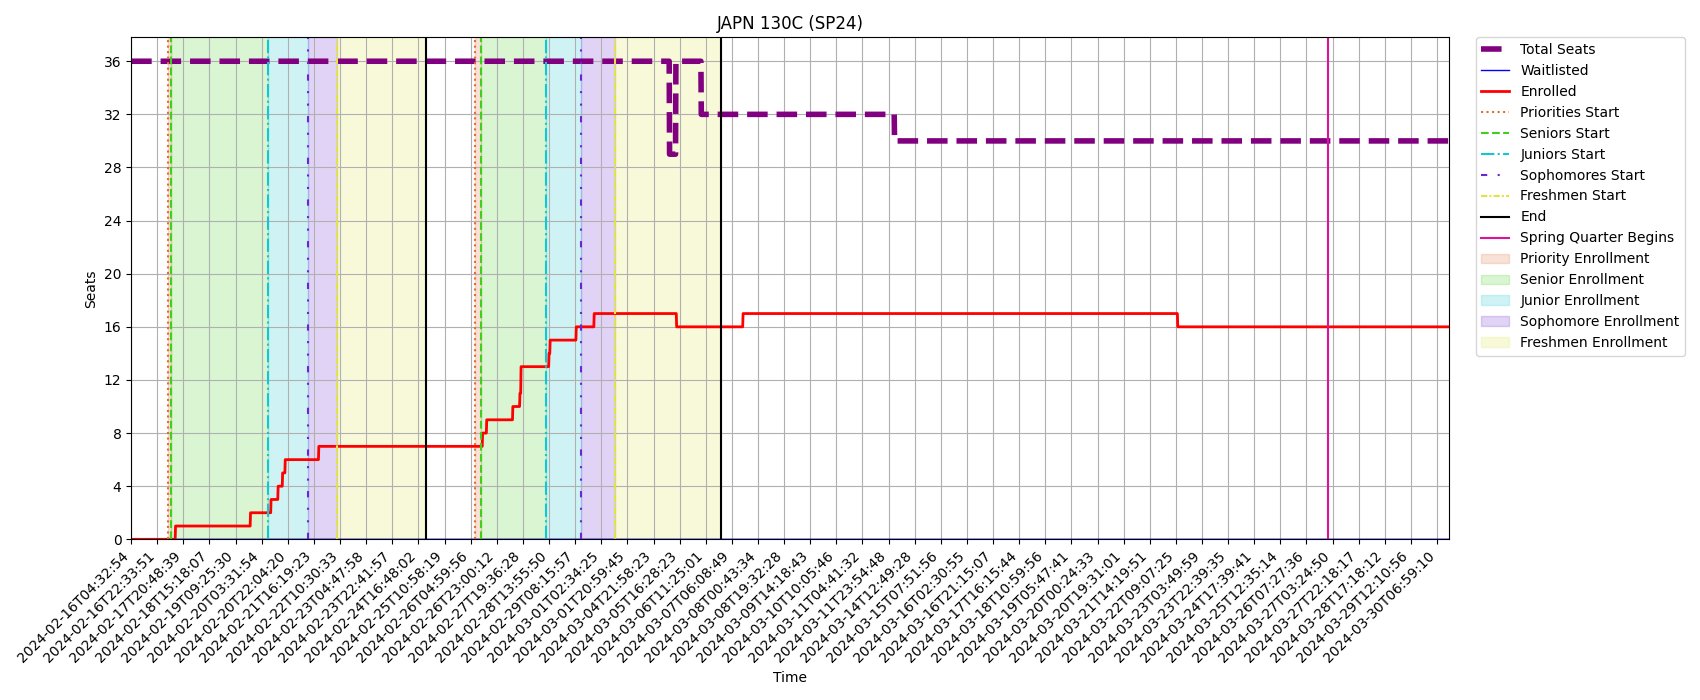 JAPN 130C (SP24)
Seats
36
32
28
24
20
16
12
8
4
0
2024-02-16T04:32:54
2024-02-16T22:33:51
2024-02-17T20:48:39
2024-02-18T15:18:07
2024-02-19T09:25:30
2024-02-20T03:31:54
2024-02-20T22:04:20
2024-02-21T16:19:23
2024-02-22T10:30:33
2024-02-23T04:47:58
2024-02-23T22:41:57
2024-02-24T16:48:02
2024-02-25T10:58:19
2024-02-26T04:59:56
2024-02-26T23:00:12
2024-02-27T19:36:28
2024-02-28T13:55:50
2024-02-29T08:15:57
2024-03-01T02:34:25
2024-03-01T20:59:45
2024-03-04T21:58:23
2024-03-05T16:28:23
2024-03-06T11:25:01
2024-03-07T06:08:49
2024-03-08T00:43:34
2024-03-08T19:32:28
2024-03-09T14:18:43
2024-03-10T10:05:46
2024-03-11T04:41:32
2024-03-11T23:54:48
2024-03-14T12:49:28
2024-03-15T07:51:56
2024-03-16T02:30:55
2024-03-16T21:15:07
2024-03-17T16:15:44
2024-03-18T10:59:56
2024-03-19T05:47:41
2024-03-20T00:24:33
2024-03-20T19:31:01
2024-03-21T14:19:51
2024-03-22T09:07:25
2024-03-23T03:49:59
2024-03-23T22:39:35
2024-03-24T17:39:41
2024-03-25T12:35:14
2024-03-26T07:27:36
2024-03-27T03:24:50
2024-03-27T22:18:17
2024-03-28T17:18:12
2024-03-29T12:10:56
2024-03-30T06:59:10
Time
Total Seats
Waitlisted
Enrolled
Priorities Start
Seniors Start
Juniors Start
Sophomores Start
Freshmen Start
End
Spring Quarter Begins
Priority Enrollment
Senior Enrollment
Junior Enrollment
Sophomore Enrollment
Freshmen Enrollment